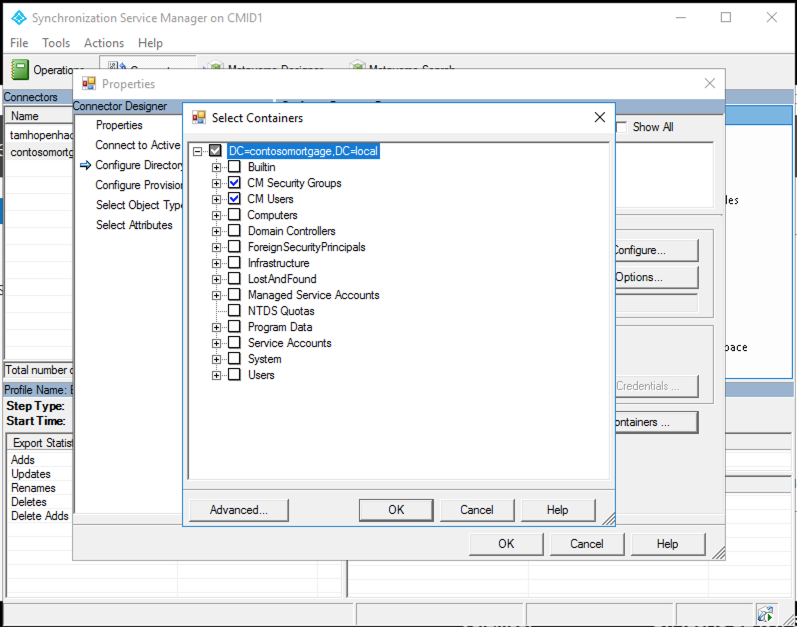 Synchronization Service Manager on CMID1
File Tools Actions Help
Operations
Connectors
Name
tamhopenhac
contosomortg
Total number o
Profile Name: E
Step Type:
Start Time:
Export Statist
Adds
Updates
Renames
Deletes
Delete Adds
Properties
Connector Designer
Properties
Connect to Active
Configure Directory
Configure Provision
Select Object Type
Select Attributes
Show All
Configure...
Options...
Credentials ...
ontainers ...
OK Cancel Help
Select Containers
DC=contosomortgage,DC=local
Builtin
CM Security Groups
CM Users
Computers
Domain Controllers
ForeignSecurityPrincipals
Infrastructure
LostAndFound
Managed Service Accounts
NTDS Quotas
Program Data
Service Accounts
System
Users
Advanced... OK Cancel Help
les
pace